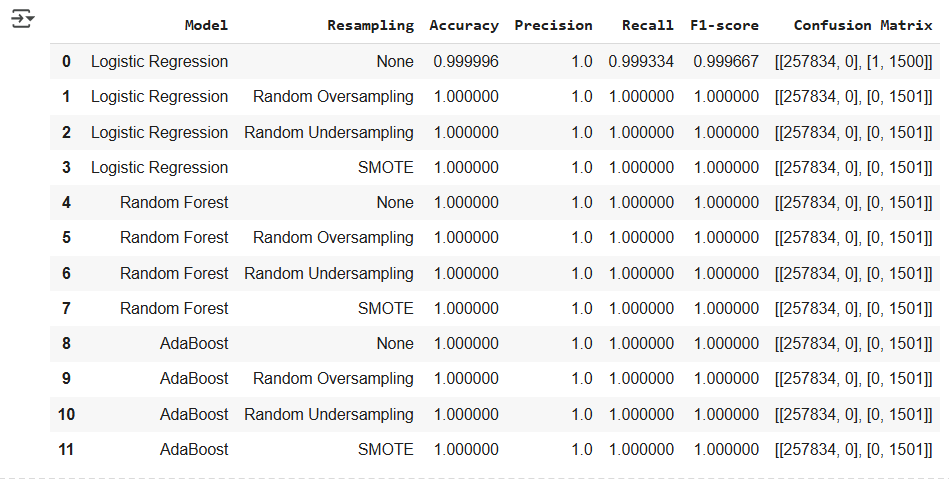 Model Resampling Accuracy Precision Recall F1-score Confusion Matrix
0 Logistic Regression None 0.999996 1.0 0.999334 0.999667 [[257834, 0], [1, 1500]]
1 Logistic Regression Random Oversampling 1.000000 1.0 1.000000 1.000000 [[257834, 0], [0, 1501]]
2 Logistic Regression Random Undersampling 1.000000 1.0 1.000000 1.000000 [[257834, 0], [0, 1501]]
3 Logistic Regression SMOTE 1.000000 1.0 1.000000 1.000000 [[257834, 0], [0, 1501]]
4 Random Forest None 1.000000 1.0 1.000000 1.000000 [[257834, 0], [0, 1501]]
5 Random Forest Random Oversampling 1.000000 1.0 1.000000 1.000000 [[257834, 0], [0, 1501]]
6 Random Forest Random Undersampling 1.000000 1.0 1.000000 1.000000 [[257834, 0], [0, 1501]]
7 Random Forest SMOTE 1.000000 1.0 1.000000 1.000000 [[257834, 0], [0, 1501]]
8 AdaBoost None 1.000000 1.0 1.000000 1.000000 [[257834, 0], [0, 1501]]
9 AdaBoost Random Oversampling 1.000000 1.0 1.000000 1.000000 [[257834, 0], [0, 1501]]
10 AdaBoost Random Undersampling 1.000000 1.0 1.000000 1.000000 [[257834, 0], [0, 1501]]
11 AdaBoost SMOTE 1.000000 1.0 1.000000 1.000000 [[257834, 0], [0, 1501]]